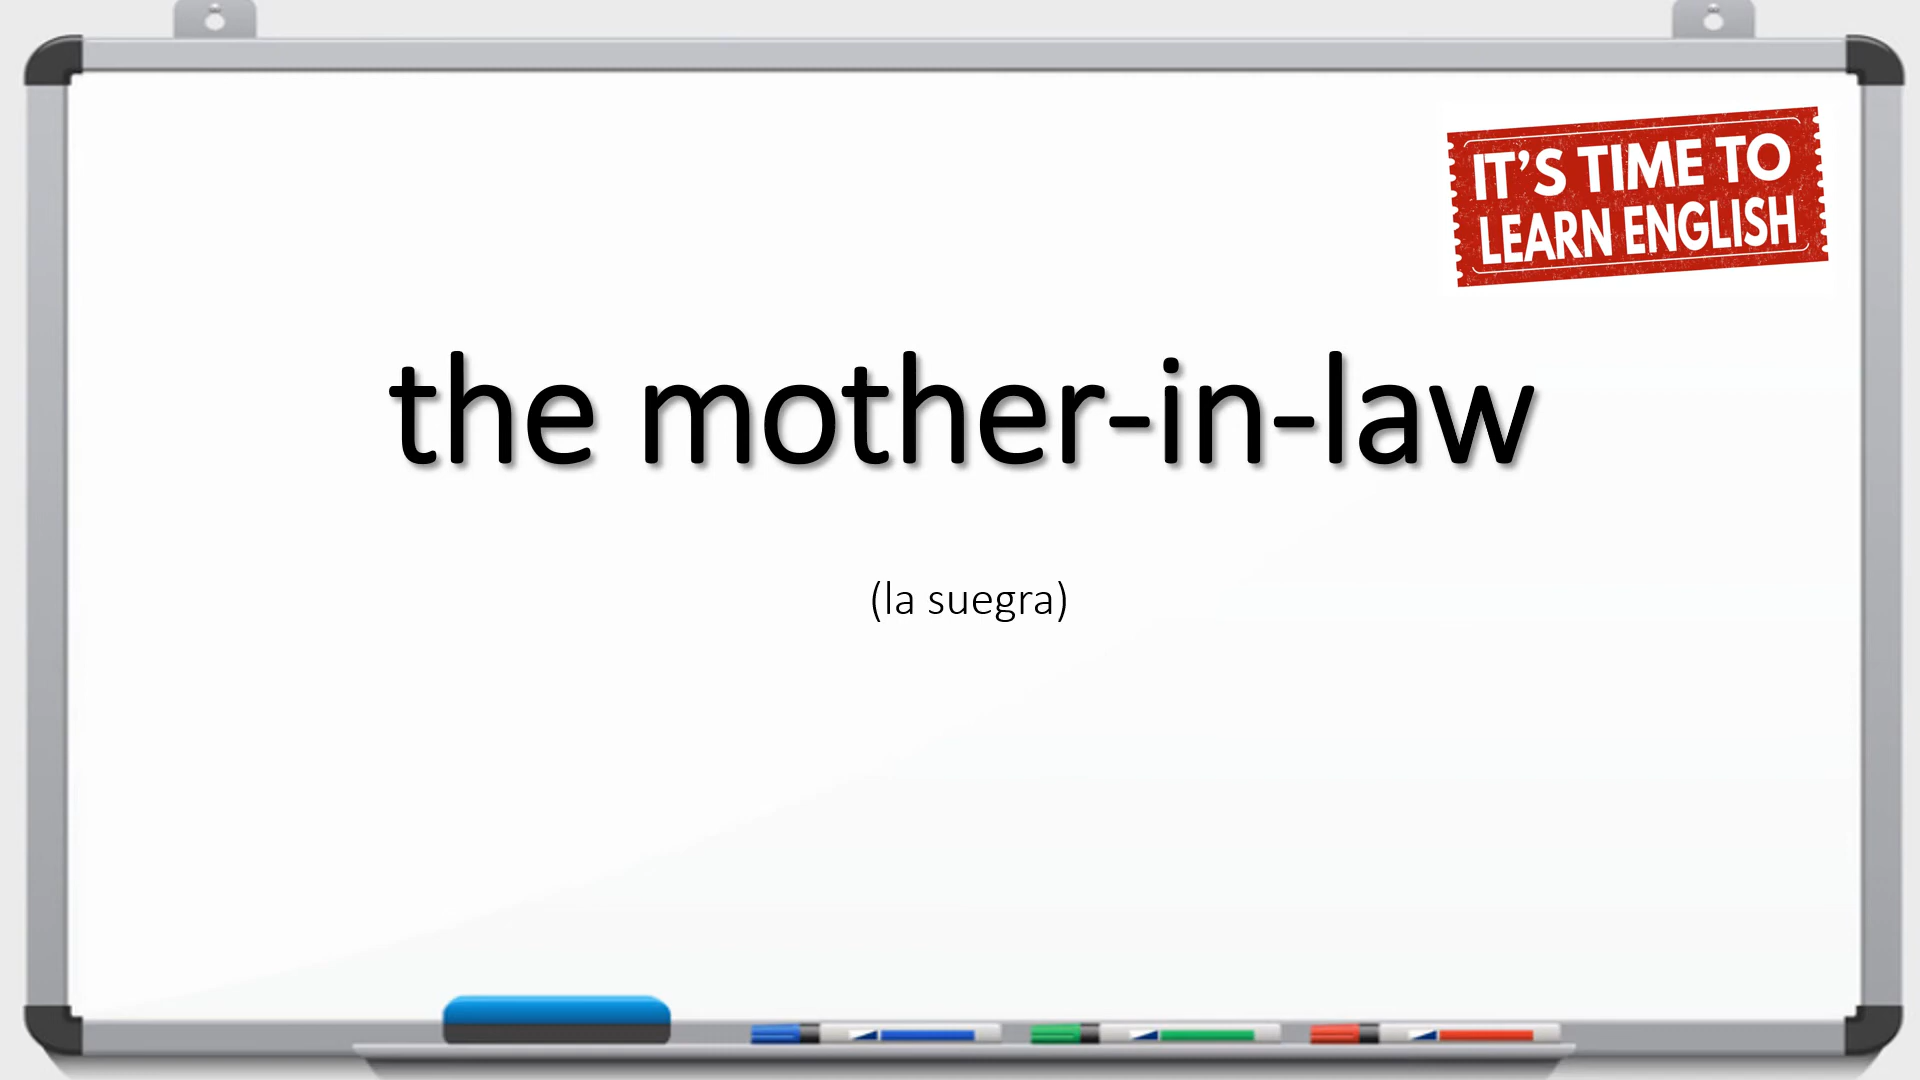 IT'S TIME TO
LEARN ENGLISH
the mother-in-law
(la suegra)